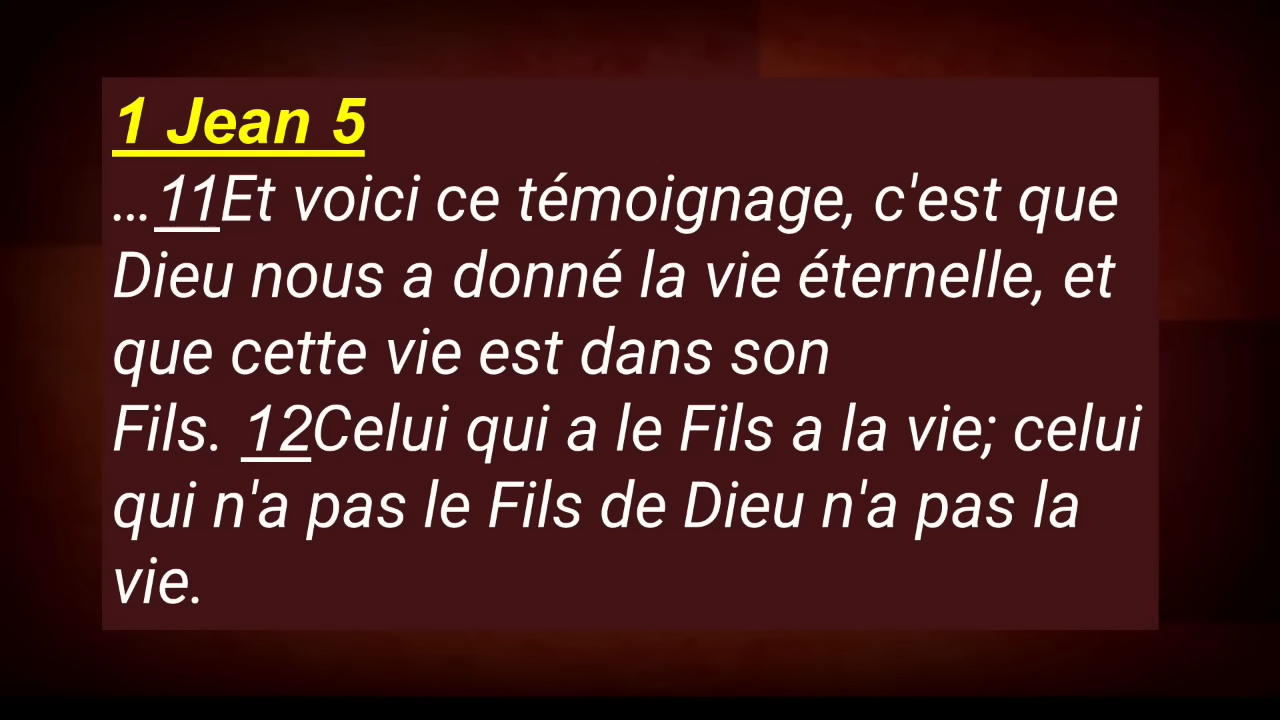 1 Jean 5
…11Et voici ce témoignage, c'est que
Dieu nous a donné la vie éternelle, et
que cette vie est dans son
Fils. 12Celui qui a le Fils a la vie; celui
qui n'a pas le Fils de Dieu n'a pas la
vie.